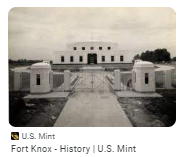 U.S. Mint
Fort Knox - History | U.S. Mint